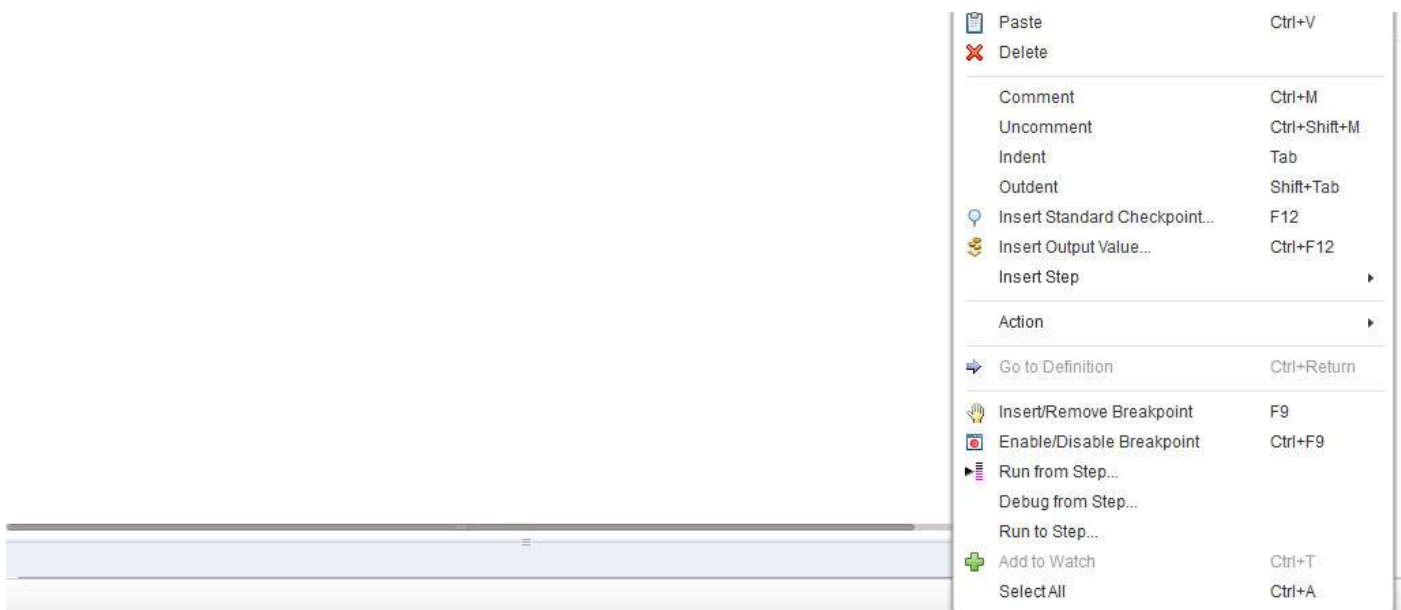 Paste Ctrl+V
Delete
Comment Ctrl+M
Uncomment Ctrl+Shift+M
Indent Tab
Outdent Shift+Tab
Insert Standard Checkpoint... F12
Insert Output Value... Ctrl+F12
Insert Step
Action
Go to Definition Ctrl+Return
Insert/Remove Breakpoint F9
Enable/Disable Breakpoint Ctrl+F9
Run from Step...
Debug from Step...
Run to Step...
Add to Watch Ctrl+T
Select All Ctrl+A